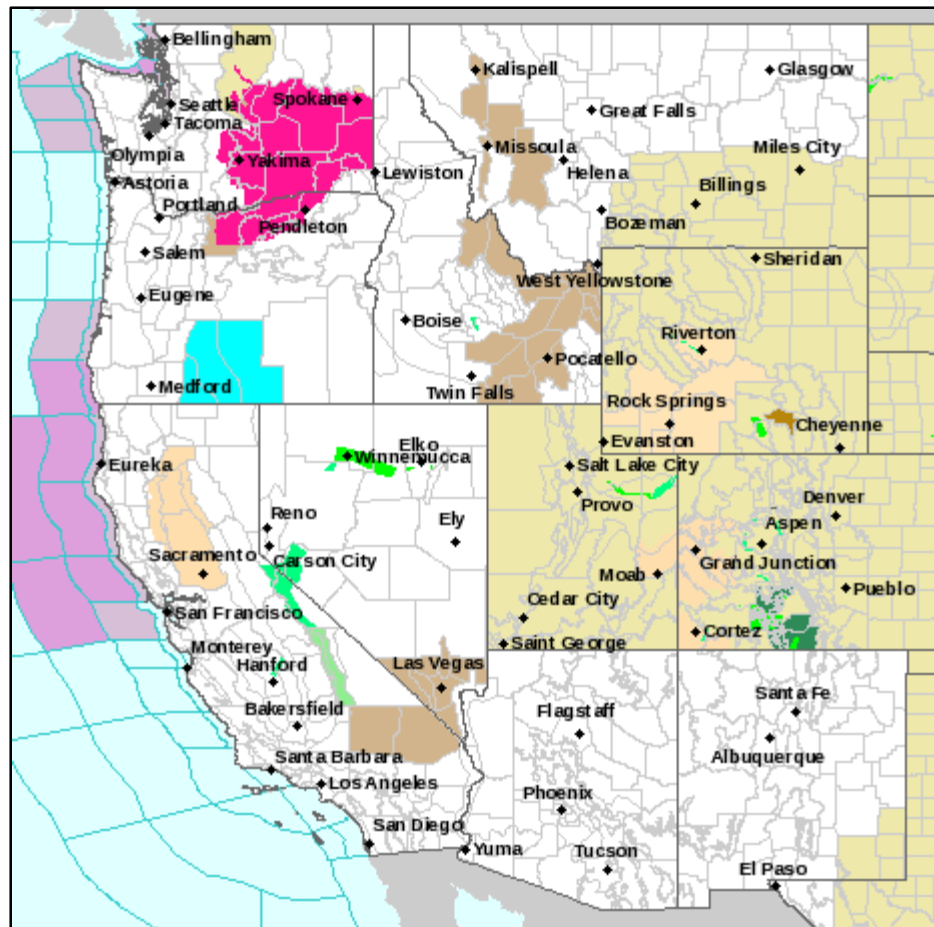 Bellingham
Kalispell
Glasgow
Spokane
Seattle
Great Falls
Tacoma
Olympia
Missoula
Miles City
Yakima
Helena
Lewiston
Astoria
Billings
Portland
Pendleton
Bozeman
Salem
Sheridan
West Yellowstone
Eugene
Boise
Riverton
Pocatello
Medford
Twin Falls
Rock Springs
Cheyenne
Elko
Evanston
Winnemucca
Eureka
Salt Lake City
Provo
Denver
Reno
Ely
Aspen
Sacramento
Carson City
Grand Junction
Moab
Pueblo
San Francisco
Cedar City
Cortez
Saint George
Monterey
Hanford
Las Vegas
Santa Fe
Bakersfield
Flagstaff
Albuquerque
Santa Barbara
Los Angeles
Phoenix
San Diego
Yuma
Tucson
El Paso